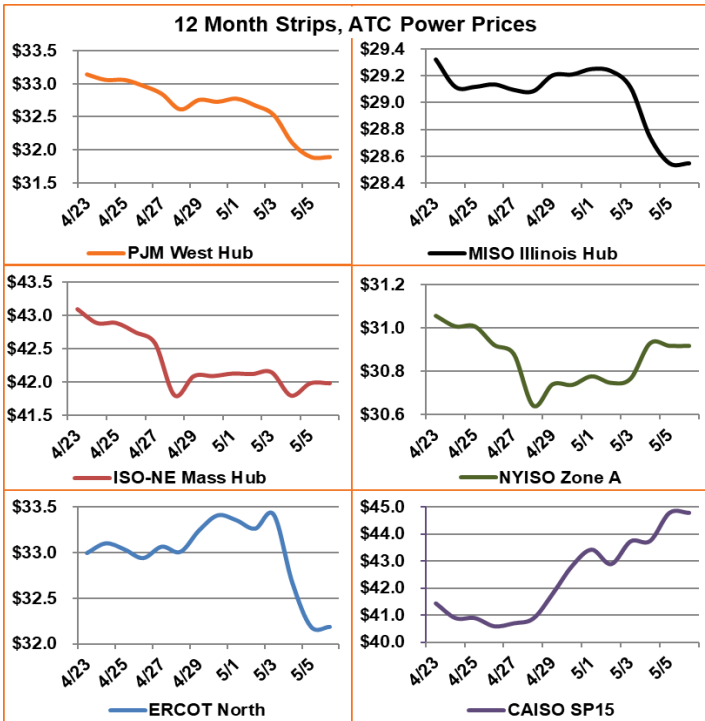 12 Month Strips, ATC Power Prices
$33.5
$33.0
$32.5
$32.0
$31.5
4/23 4/25 4/27 4/29 5/1 5/3 5/5
PJM West Hub
$29.4
$29.2
$29.0
$28.8
$28.6
$28.4
4/23 4/25 4/27 4/29 5/1 5/3 5/5
MISO Illinois Hub
$43.5
$43.0
$42.5
$42.0
$41.5
4/23 4/25 4/27 4/29 5/1 5/3 5/5
ISO-NE Mass Hub
$31.2
$31.0
$30.8
$30.6
4/23 4/25 4/27 4/29 5/1 5/3 5/5
NYISO Zone A
$33.5
$33.0
$32.5
$32.0
4/23 4/25 4/27 4/29 5/1 5/3 5/5
ERCOT North
$45.0
$44.0
$43.0
$42.0
$41.0
$40.0
4/23 4/25 4/27 4/29 5/1 5/3 5/5
CAISO SP15